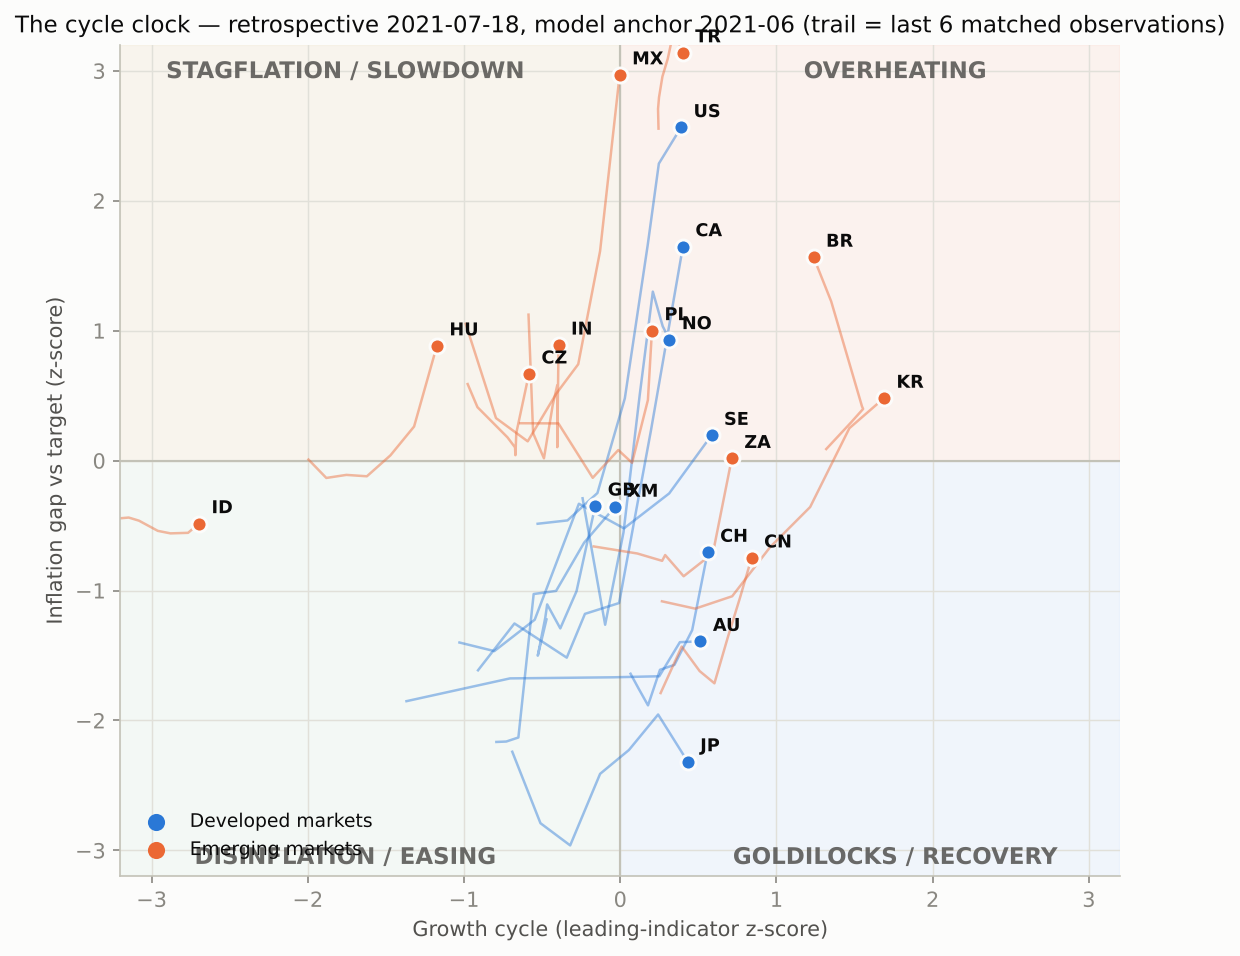 The cycle clock — retrospective 2021-07-18, model anchor 2021-06 (trail = last 6 matched observations)
TR
MX
STAGFLATION / SLOWDOWN
OVERHEATING
US
CA
BR
PL
NO
HU
IN
CZ
KR
SE
ZA
GB
XM
ID
CH
CN
AU
JP
Developed markets
Emerging markets
DISINFLATION / EASING
GOLDILOCKS / RECOVERY
3
2
1
0
−1
−2
−3
−3
−2
−1
0
1
2
3
Inflation gap vs target (z-score)
Growth cycle (leading-indicator z-score)